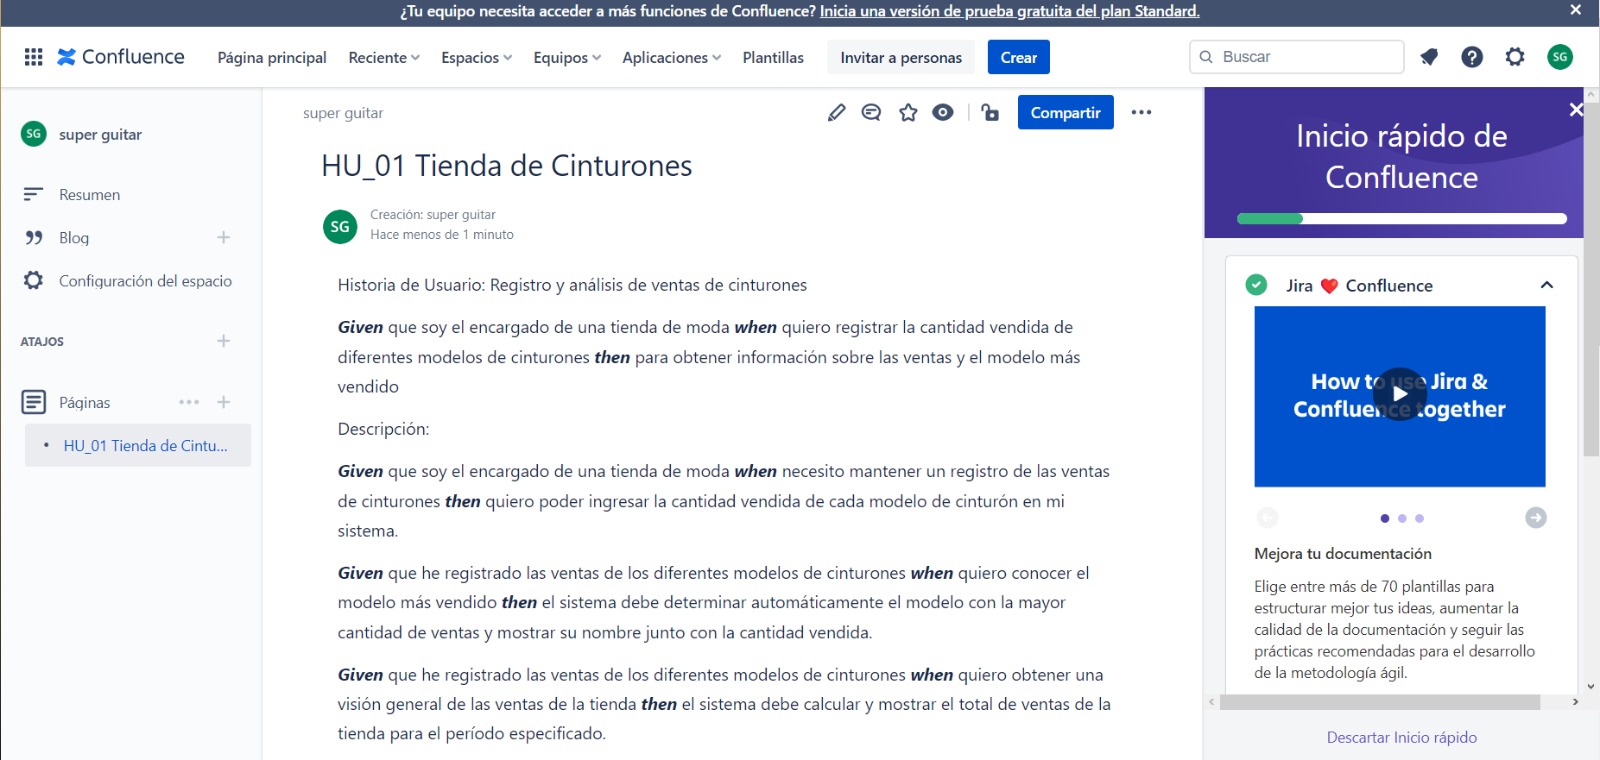 ¿Tu equipo necesita acceder a más funciones de Confluence? Inicia una versión de prueba gratuita del plan Standard.
Confluence Página principal Reciente Espacios Equipos Aplicaciones Plantillas Invitar a personas Crear Buscar SG
SG super guitar
Resumen
Blog
Configuración del espacio
ATAJOS
Páginas
HU_01 Tienda de Cintu...
super guitar
Compartir
HU_01 Tienda de Cinturones
SG
Creación: super guitar
Hace menos de 1 minuto
Historia de Usuario: Registro y análisis de ventas de cinturones
Given que soy el encargado de una tienda de moda when quiero registrar la cantidad vendida de
diferentes modelos de cinturones then para obtener información sobre las ventas y el modelo más
vendido
Descripción:
Given que soy el encargado de una tienda de moda when necesito mantener un registro de las ventas
de cinturones then quiero poder ingresar la cantidad vendida de cada modelo de cinturón en mi
sistema.
Given que he registrado las ventas de los diferentes modelos de cinturones when quiero conocer el
modelo más vendido then el sistema debe determinar automáticamente el modelo con la mayor
cantidad de ventas y mostrar su nombre junto con la cantidad vendida.
Given que he registrado las ventas de los diferentes modelos de cinturones when quiero obtener una
visión general de las ventas de la tienda then el sistema debe calcular y mostrar el total de ventas de la
tienda para el período especificado.
Inicio rápido de
Confluence
Jira ❤️ Confluence
How to use Jira &
Confluence together
Mejora tu documentación
Elige entre más de 70 plantillas para
estructurar mejor tus ideas, aumentar la
calidad de la documentación y seguir las
prácticas recomendadas para el desarrollo
de la metodología ágil.
Descartar Inicio rápido